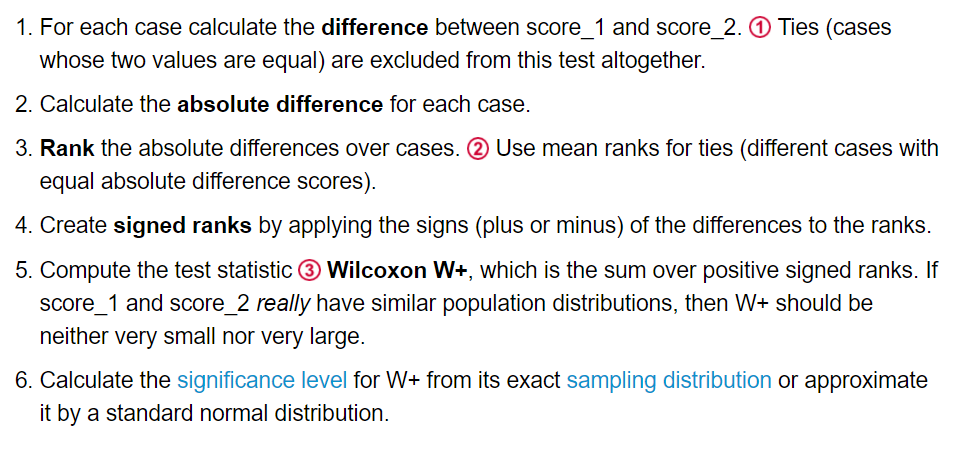 1. For each case calculate the difference between score_1 and score_2. ① Ties (cases
whose two values are equal) are excluded from this test altogether.
2. Calculate the absolute difference for each case.
3. Rank the absolute differences over cases. ② Use mean ranks for ties (different cases with
equal absolute difference scores).
4. Create signed ranks by applying the signs (plus or minus) of the differences to the ranks.
5. Compute the test statistic ③ Wilcoxon W+, which is the sum over positive signed ranks. If
score_1 and score_2 really have similar population distributions, then W+ should be
neither very small nor very large.
6. Calculate the significance level for W+ from its exact sampling distribution or approximate
it by a standard normal distribution.